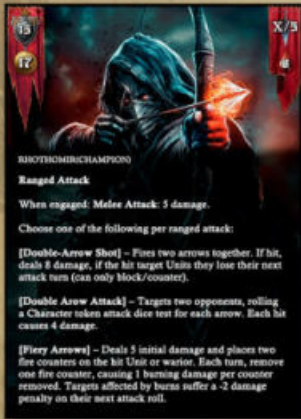 15
X/5
17
RHOTHOMIR(CHAMPION)
Ranged Attack
When engaged: Melee Attack: 5 damage.
Choose one of the following per ranged attack:
[Double-Arrow Shot] – Fires two arrows together. If hit,
deals 8 damage, if the hit target Units they lose their next
attack turn (can only block/counter).
[Double Arow Attack] – Targets two opponents, rolling
a Character token attack dice test for each arrow. Each hit
causes 4 damage.
[Fiery Arrows] – Deals 5 initial damage and places two
fire counters on the hit Unit or warior. Each turn, remove
one fire counter, causing 1 burning damage per counter
removed. Targets affected by burns suffer a -2 damage
penalty on their next attack roll.